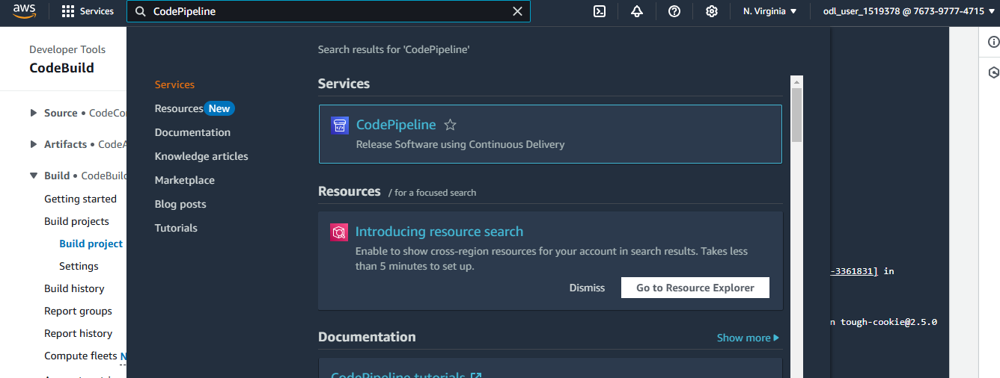 aws
Services
CodePipeline
N. Virginia
odl_user_1519378 @ 7673-9777-4715
Developer Tools
CodeBuild
Source • CodeCo
Artifacts • CodeA
Build • CodeBuild
Getting started
Build projects
Build project
Settings
Build history
Report groups
Report history
Compute fleets N
Search results for 'CodePipeline'
Services
Resources New
Documentation
Knowledge articles
Marketplace
Blog posts
Tutorials
Services
CodePipeline
Release Software using Continuous Delivery
Resources / for a focused search
Introducing resource search
Enable to show cross-region resources for your account in search results. Takes less
than 5 minutes to set up.
Dismiss
Go to Resource Explorer
Documentation
Show more
CodePipeline tutorials
-3361831] in
n tough-cookie@2.5.0